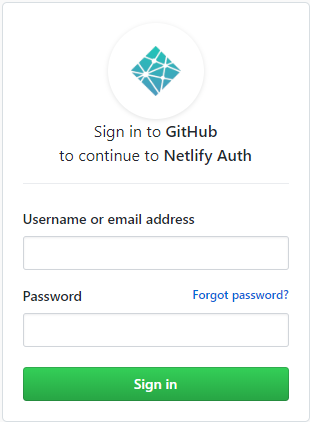 Sign in to GitHub
to continue to Netlify Auth
Username or email address
Password Forgot password?
Sign in